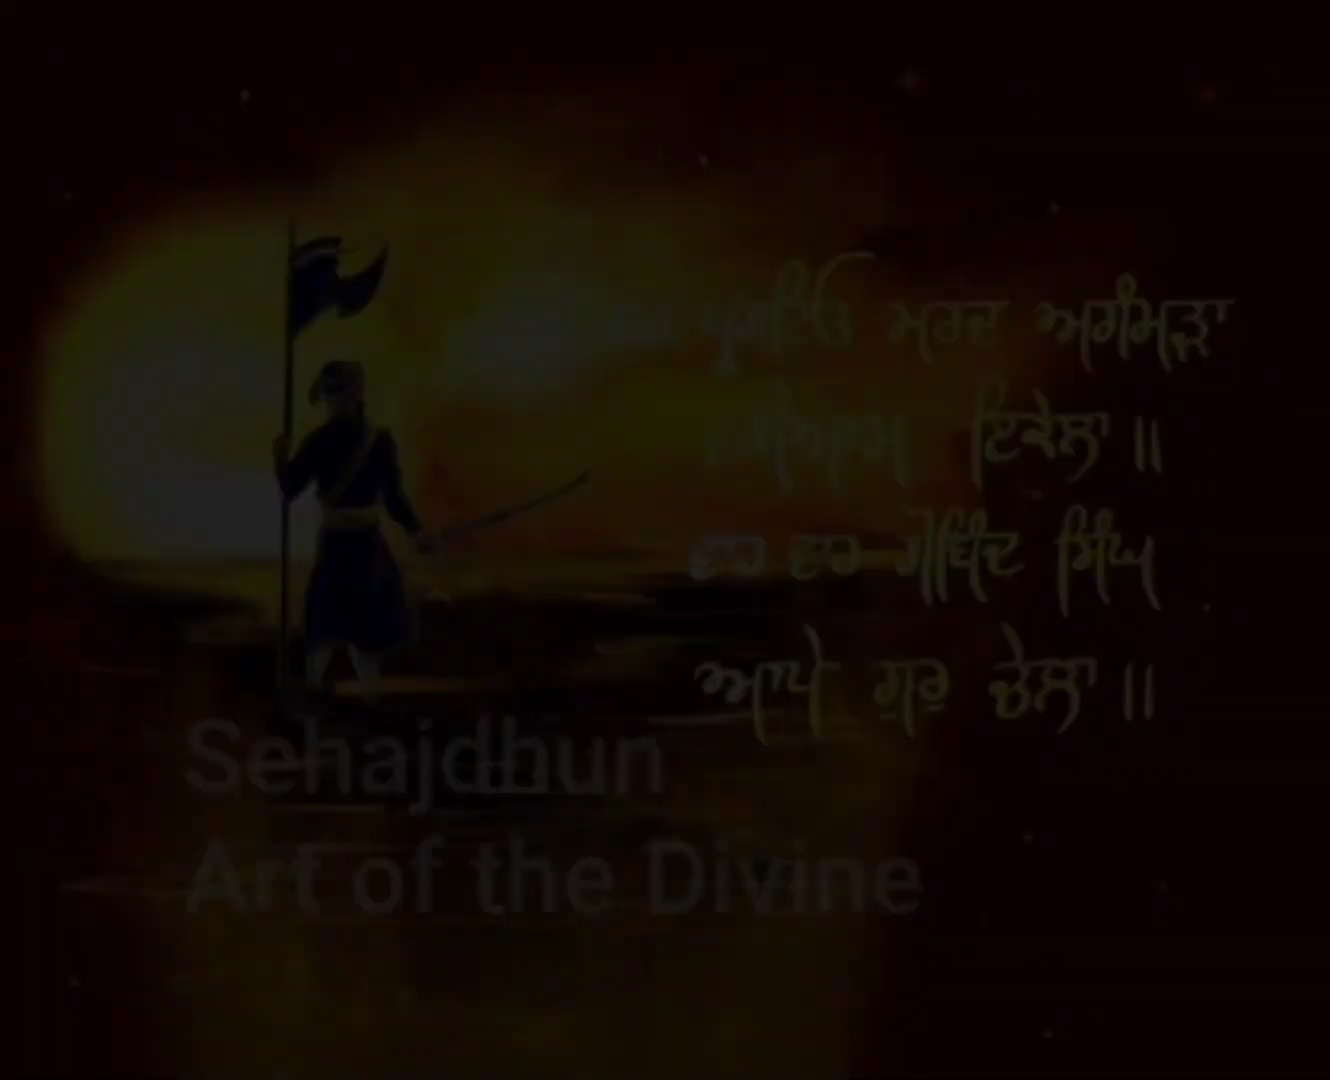 ਪ੍ਰਗਟਿਓ ਮਰਦ ਅਗੰਮੜਾ
ਵਰੀਆਮ ਇਕੇਲਾ ॥
ਵਾਹ ਵਾਹ ਗੋਬਿੰਦ ਸਿੰਘ
ਆਪੇ ਗੁਰ ਚੇਲਾ ॥
Sehajdhun
Art of the Divine